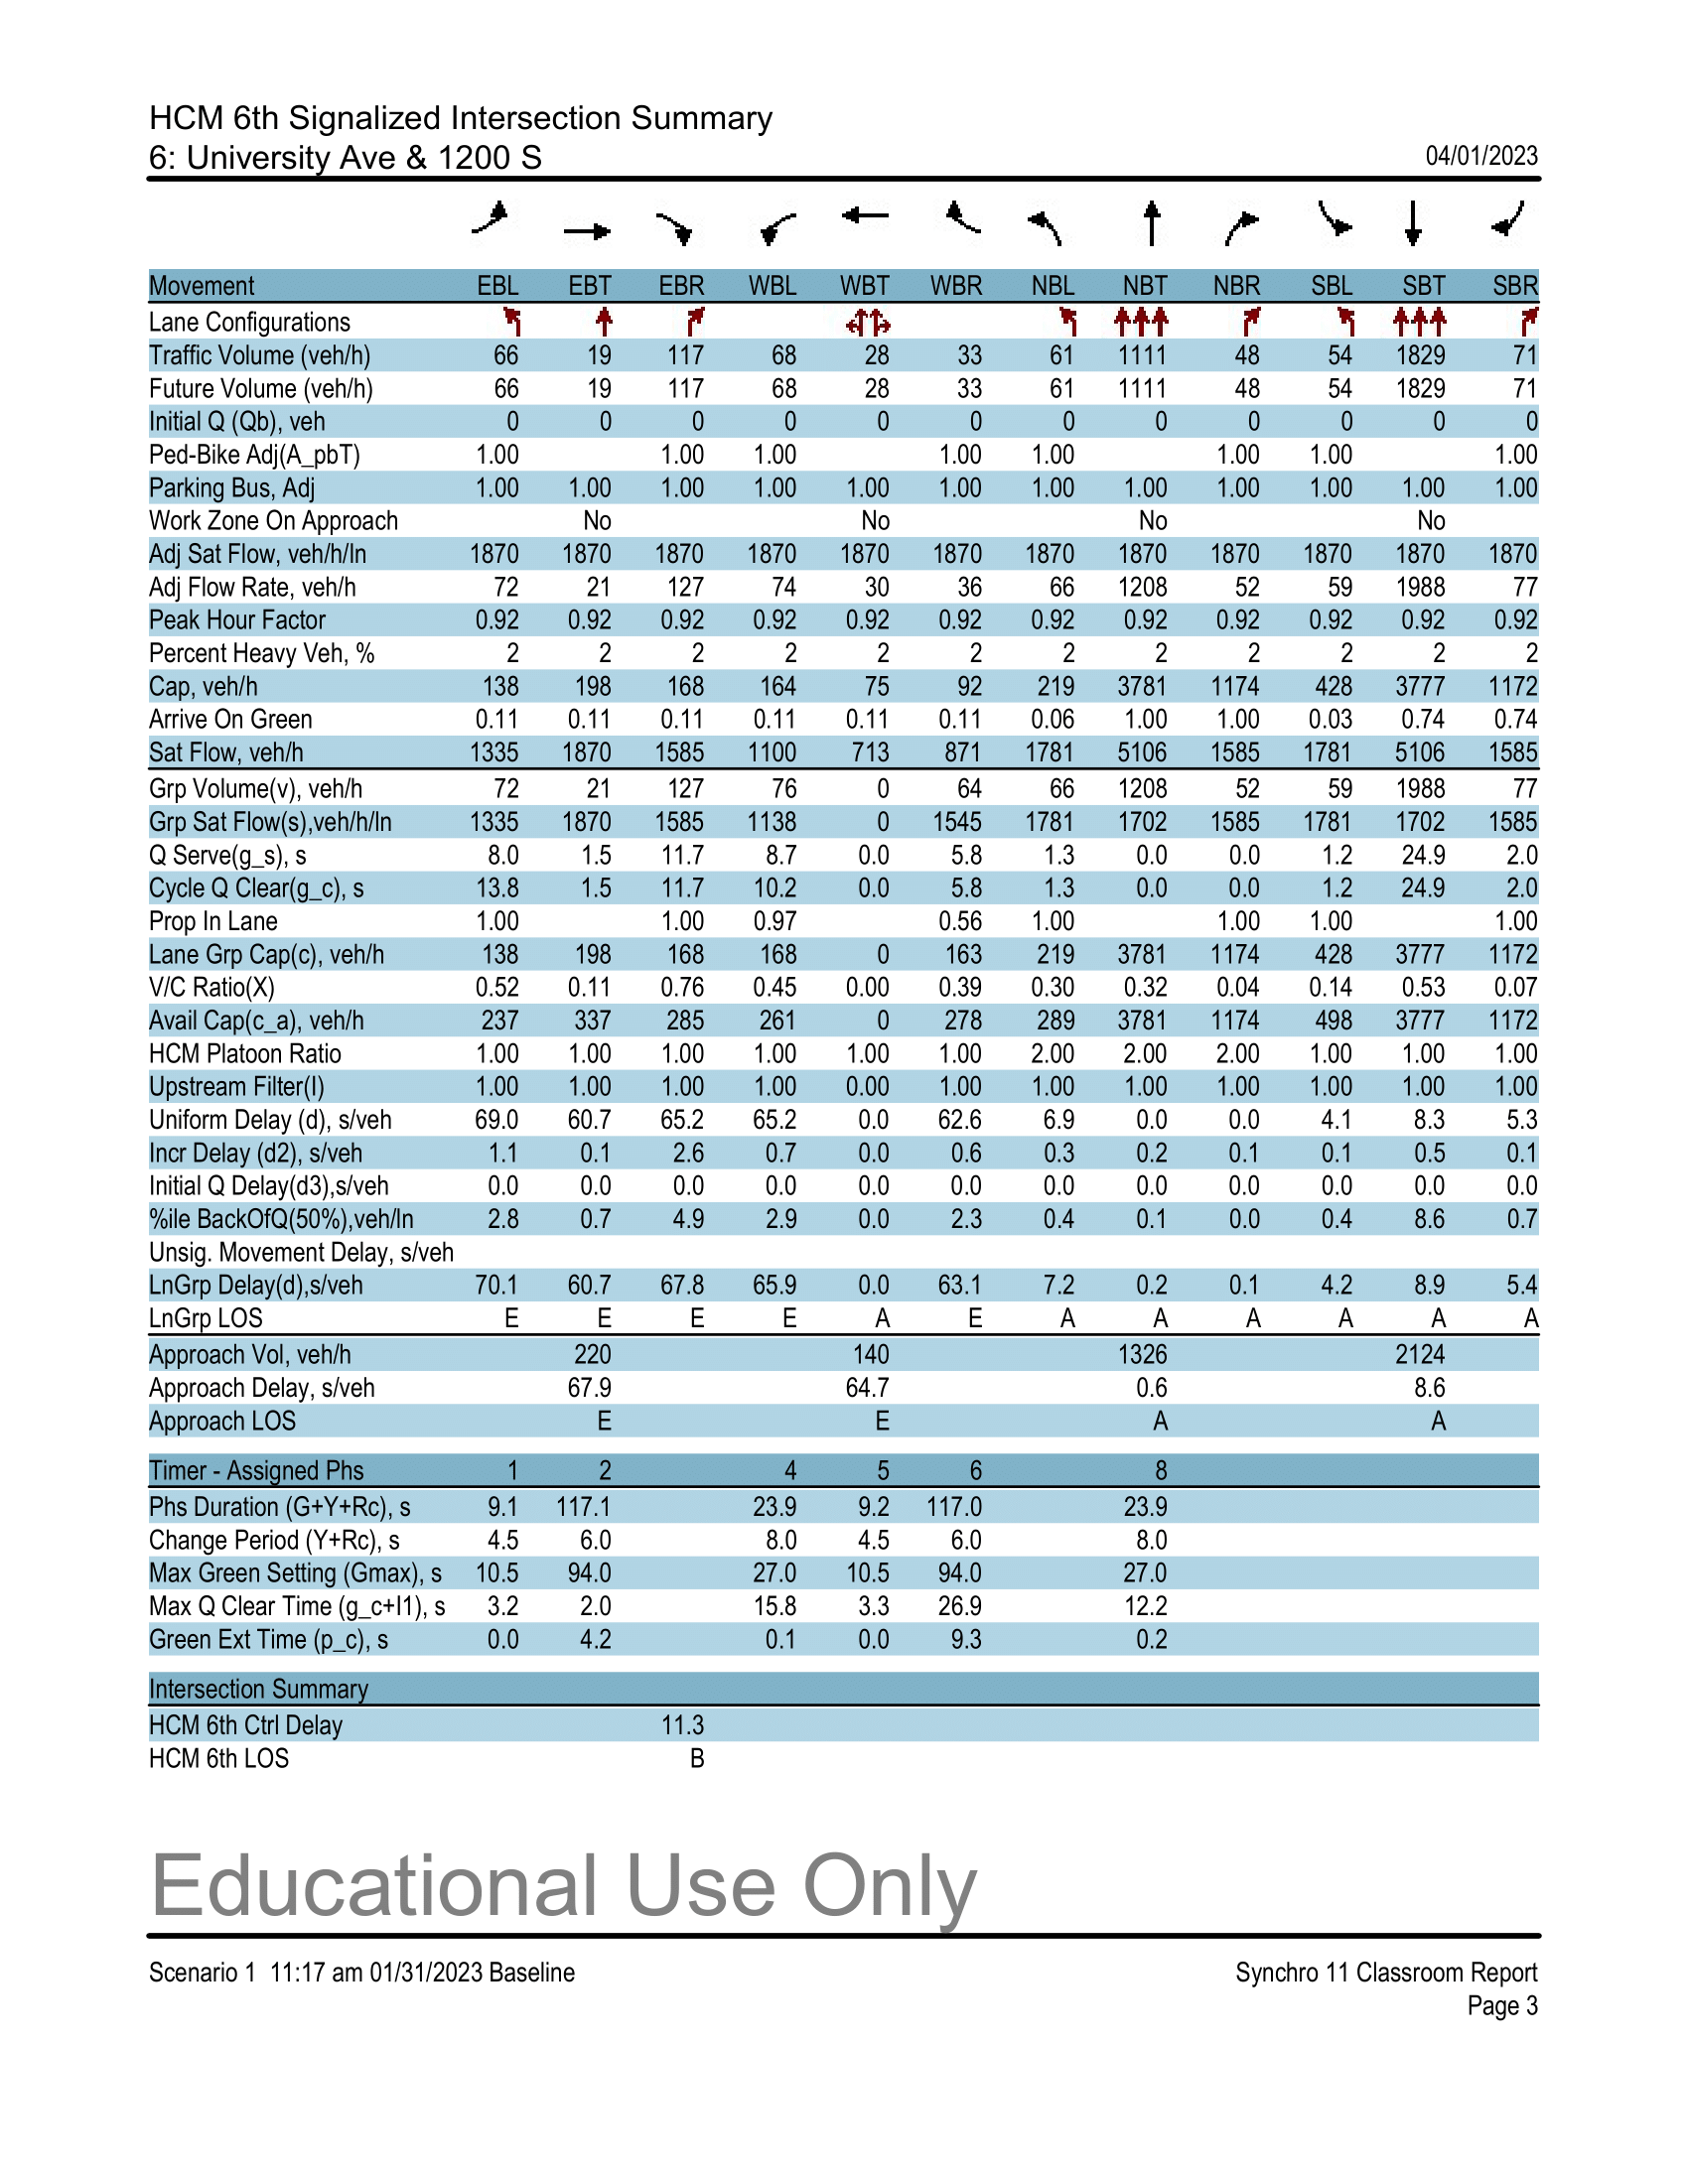 HCM 6th Signalized Intersection Summary
6: University Ave & 1200 S 04/01/2023
Movement EBL EBT EBR WBL WBT WBR NBL NBT NBR SBL SBT SBR
Lane Configurations
Traffic Volume (veh/h) 66 19 117 68 28 33 61 1111 48 54 1829 71
Future Volume (veh/h) 66 19 117 68 28 33 61 1111 48 54 1829 71
Initial Q (Qb), veh 0 0 0 0 0 0 0 0 0 0 0 0
Ped-Bike Adj(A_pbT) 1.00 1.00 1.00 1.00 1.00 1.00 1.00 1.00
Parking Bus, Adj 1.00 1.00 1.00 1.00 1.00 1.00 1.00 1.00 1.00 1.00 1.00 1.00
Work Zone On Approach No No No No
Adj Sat Flow, veh/h/ln 1870 1870 1870 1870 1870 1870 1870 1870 1870 1870 1870 1870
Adj Flow Rate, veh/h 72 21 127 74 30 36 66 1208 52 59 1988 77
Peak Hour Factor 0.92 0.92 0.92 0.92 0.92 0.92 0.92 0.92 0.92 0.92 0.92 0.92
Percent Heavy Veh, % 2 2 2 2 2 2 2 2 2 2 2 2
Cap, veh/h 138 198 168 164 75 92 219 3781 1174 428 3777 1172
Arrive On Green 0.11 0.11 0.11 0.11 0.11 0.11 0.06 1.00 1.00 0.03 0.74 0.74
Sat Flow, veh/h 1335 1870 1585 1100 713 871 1781 5106 1585 1781 5106 1585
Grp Volume(v), veh/h 72 21 127 76 0 64 66 1208 52 59 1988 77
Grp Sat Flow(s),veh/h/ln 1335 1870 1585 1138 0 1545 1781 1702 1585 1781 1702 1585
Q Serve(g_s), s 8.0 1.5 11.7 8.7 0.0 5.8 1.3 0.0 0.0 1.2 24.9 2.0
Cycle Q Clear(g_c), s 13.8 1.5 11.7 10.2 0.0 5.8 1.3 0.0 0.0 1.2 24.9 2.0
Prop In Lane 1.00 1.00 0.97 0.56 1.00 1.00 1.00 1.00
Lane Grp Cap(c), veh/h 138 198 168 168 0 163 219 3781 1174 428 3777 1172
V/C Ratio(X) 0.52 0.11 0.76 0.45 0.00 0.39 0.30 0.32 0.04 0.14 0.53 0.07
Avail Cap(c_a), veh/h 237 337 285 261 0 278 289 3781 1174 498 3777 1172
HCM Platoon Ratio 1.00 1.00 1.00 1.00 1.00 1.00 2.00 2.00 2.00 1.00 1.00 1.00
Upstream Filter(I) 1.00 1.00 1.00 1.00 0.00 1.00 1.00 1.00 1.00 1.00 1.00 1.00
Uniform Delay (d), s/veh 69.0 60.7 65.2 65.2 0.0 62.6 6.9 0.0 0.0 4.1 8.3 5.3
Incr Delay (d2), s/veh 1.1 0.1 2.6 0.7 0.0 0.6 0.3 0.2 0.1 0.1 0.5 0.1
Initial Q Delay(d3),s/veh 0.0 0.0 0.0 0.0 0.0 0.0 0.0 0.0 0.0 0.0 0.0 0.0
%ile BackOfQ(50%),veh/ln 2.8 0.7 4.9 2.9 0.0 2.3 0.4 0.1 0.0 0.4 8.6 0.7
Unsig. Movement Delay, s/veh
LnGrp Delay(d),s/veh 70.1 60.7 67.8 65.9 0.0 63.1 7.2 0.2 0.1 4.2 8.9 5.4
LnGrp LOS E E E E A E A A A A A A
Approach Vol, veh/h 220 140 1326 2124
Approach Delay, s/veh 67.9 64.7 0.6 8.6
Approach LOS E E A A
Timer - Assigned Phs 1 2 4 5 6 8
Phs Duration (G+Y+Rc), s 9.1 117.1 23.9 9.2 117.0 23.9
Change Period (Y+Rc), s 4.5 6.0 8.0 4.5 6.0 8.0
Max Green Setting (Gmax), s 10.5 94.0 27.0 10.5 94.0 27.0
Max Q Clear Time (g_c+I1), s 3.2 2.0 15.8 3.3 26.9 12.2
Green Ext Time (p_c), s 0.0 4.2 0.1 0.0 9.3 0.2
Intersection Summary
HCM 6th Ctrl Delay 11.3
HCM 6th LOS B
Educational Use Only
Scenario 1 11:17 am 01/31/2023 Baseline Synchro 11 Classroom Report
Page 3